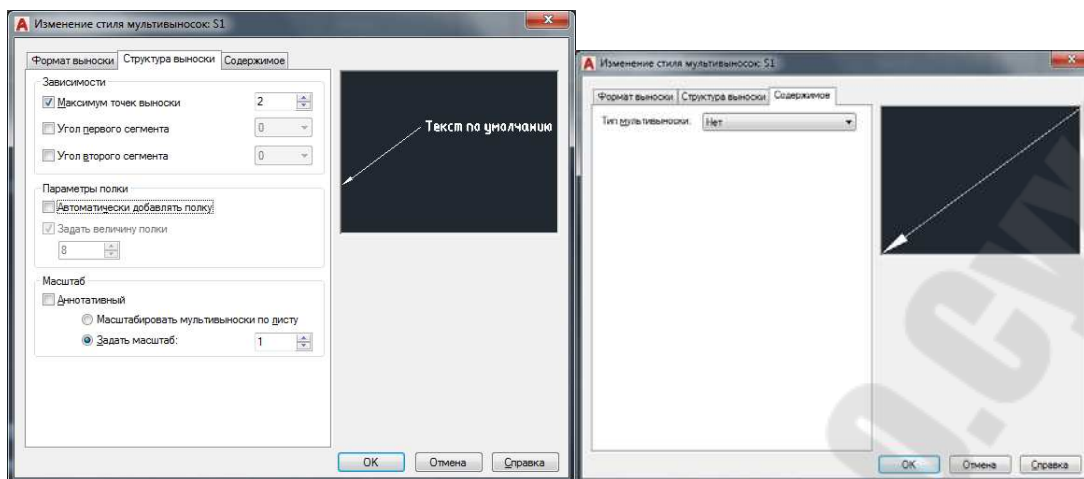 Изменение стиля мультивыносок: S1
Формат выноски Структура выноски Содержимое
Зависимости
Максимум точек выноски 2
Угол первого сегмента 0
Угол второго сегмента 0
Параметры полки
Автоматически добавлять полку
Задать величину полки
8
Масштаб
Аннотативный
Масштабировать мультивыноски по листу
Задать масштаб: 1
Текст по умолчанию
ОК Отмена Справка
Изменение стиля мультивыносок: S1
Формат выноски Структура выноски Содержимое
Тип мультивыноски: Нет
ОК Отмена Справка